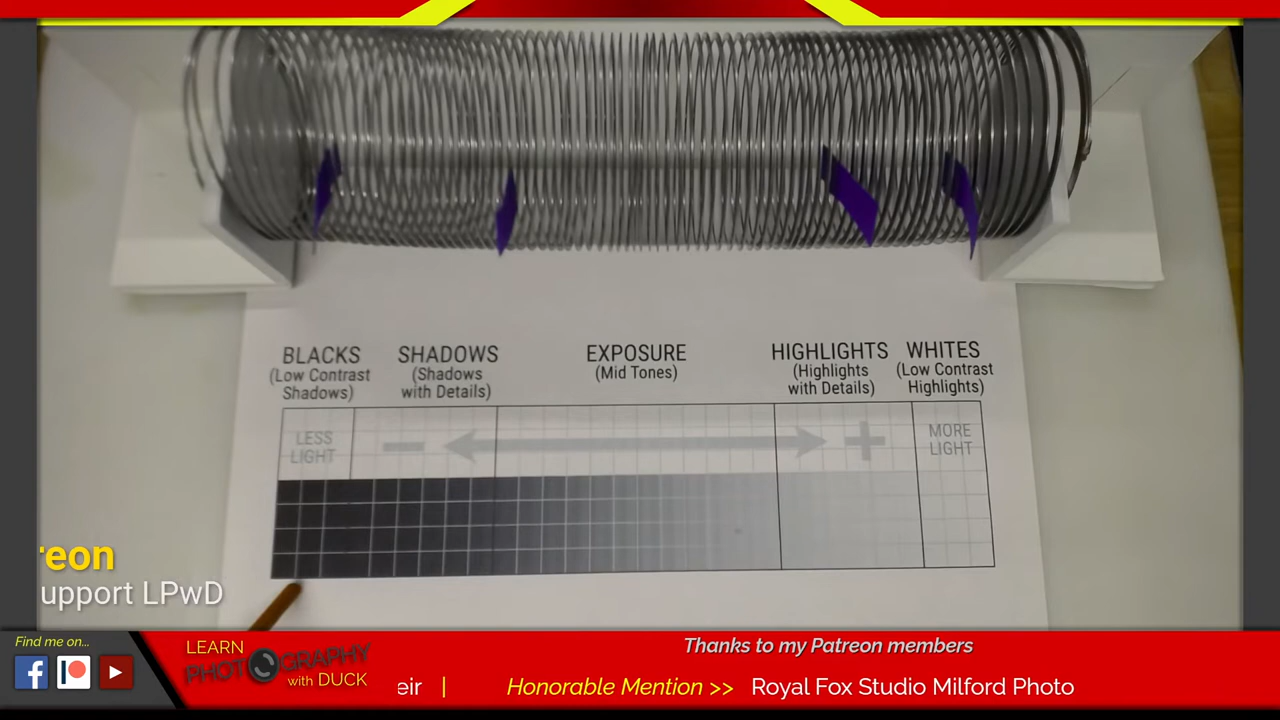 BLACKS
(Low Contrast
Shadows)
SHADOWS
(Shadows
with Details)
EXPOSURE
(Mid Tones)
HIGHLIGHTS
(Highlights
with Details)
WHITES
(Low Contrast
Highlights)
LESS
LIGHT
MORE
LIGHT
reon
upport LPwD
Find me on...
LEARN
PHOTOGRAPHY
with DUCK
Thanks to my Patreon members
eir | Honorable Mention >> Royal Fox Studio Milford Photo